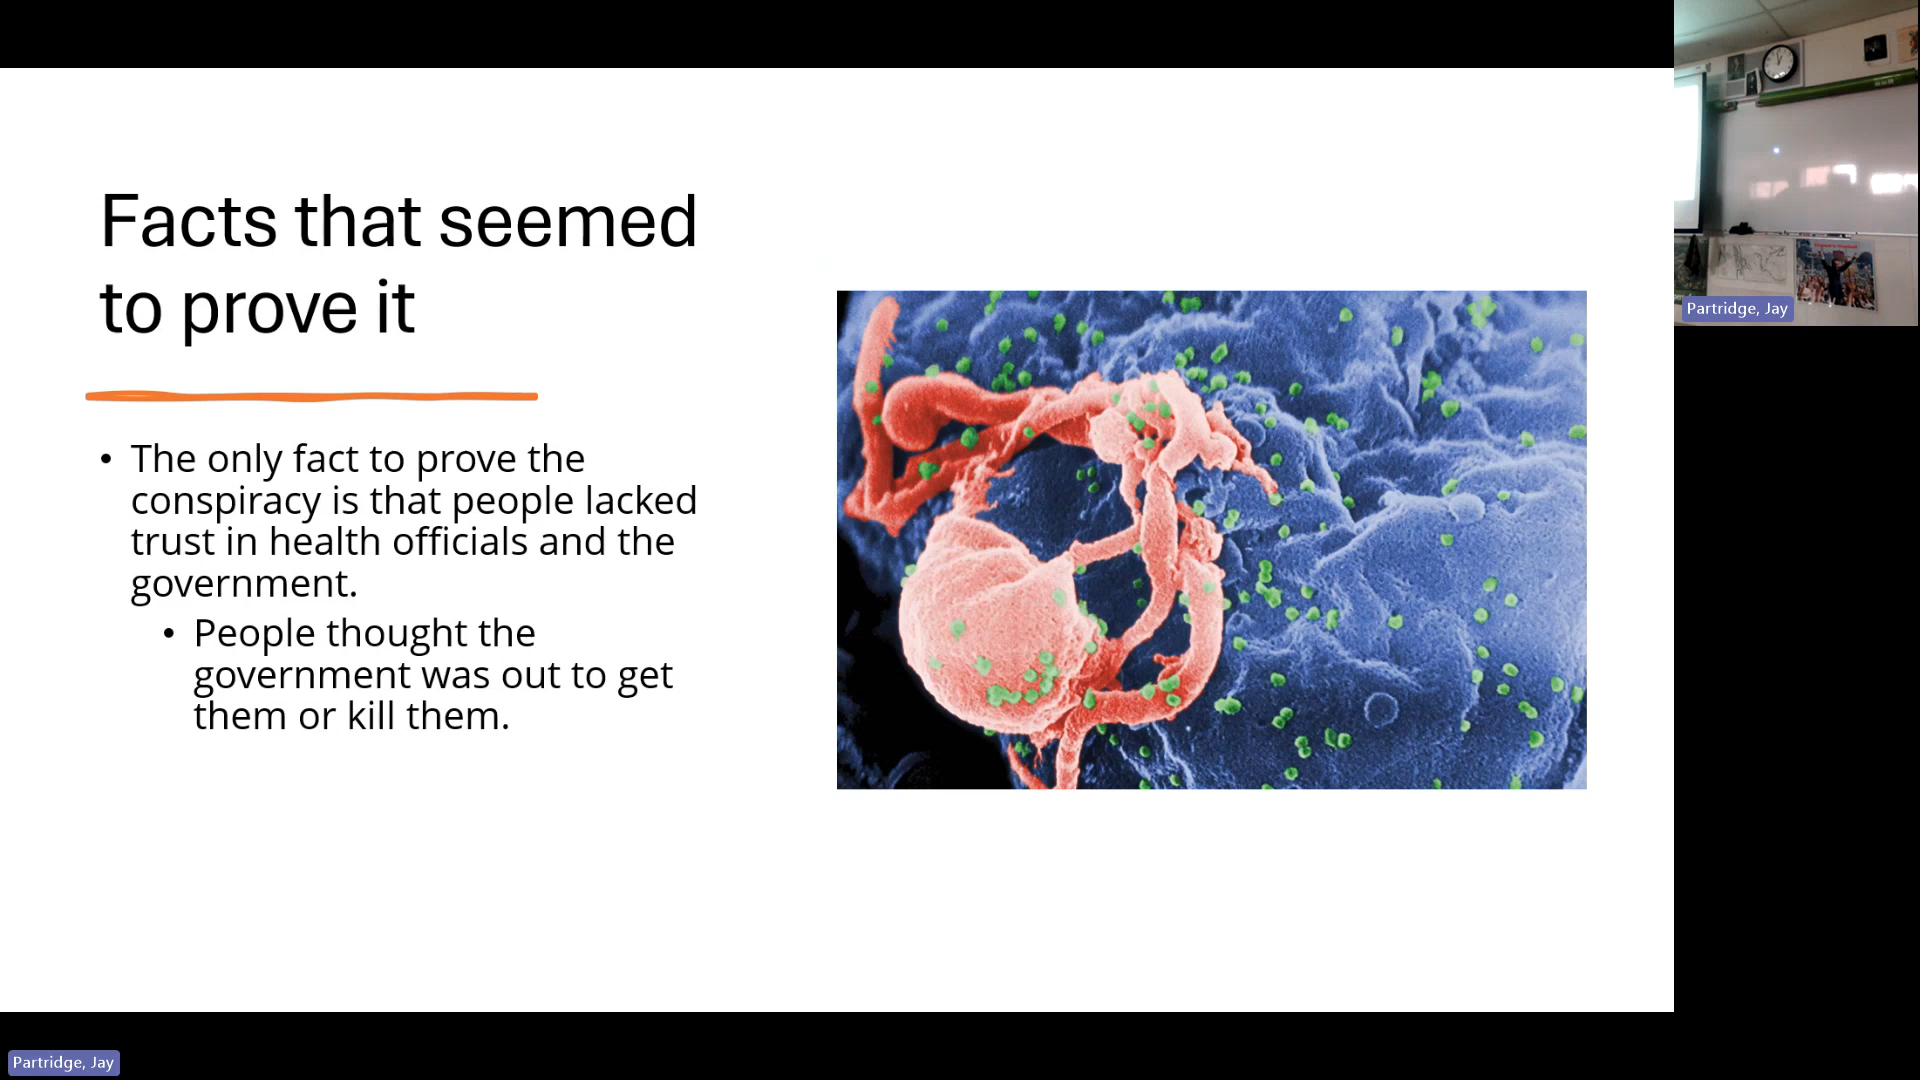 Facts that seemed
to prove it
• The only fact to prove the
conspiracy is that people lacked
trust in health officials and the
government.
• People thought the
government was out to get
them or kill them.
Partridge, Jay
Partridge, Jay